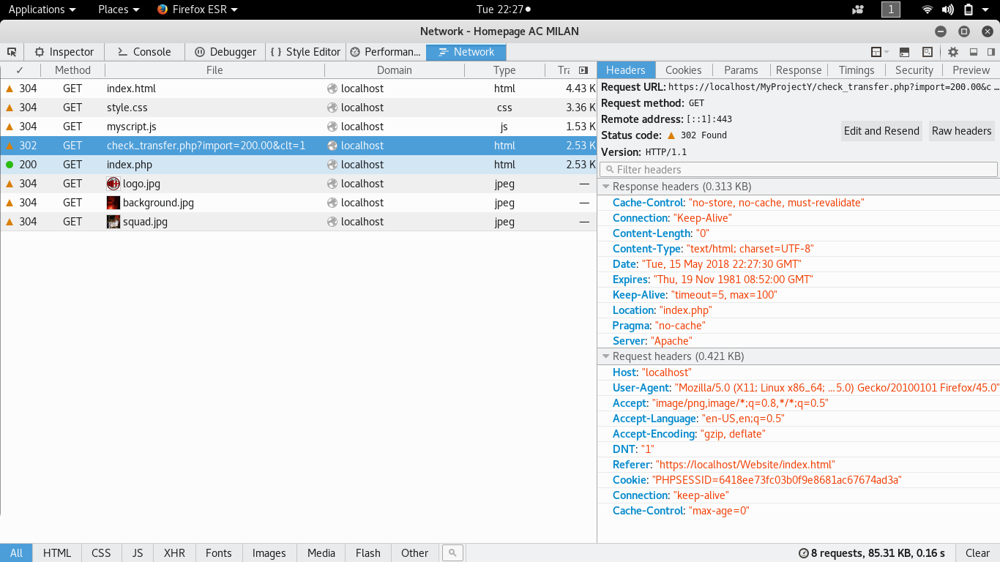 Applications Places Firefox ESR Tue 22:27 1
Network - Homepage AC MILAN
Inspector Console Debugger { } Style Editor Performan... Network
✓ Method File Domain Type Tra
304 GET index.html localhost html 4.43 K
304 GET style.css localhost css 3.36 K
304 GET myscript.js localhost js 1.53 K
302 GET check_transfer.php?import=200.00&clt=1 localhost html 2.53 K
200 GET index.php localhost html 2.53 K
304 GET logo.jpg localhost jpeg —
304 GET background.jpg localhost jpeg —
304 GET squad.jpg localhost jpeg —
Headers Cookies Params Response Timings Security Preview
Request URL: https://localhost/MyProjectY/check_transfer.php?import=200.00&c…
Request method: GET
Remote address: [::1]:443
Status code: 302 Found
Edit and Resend Raw headers
Version: HTTP/1.1
Filter headers
Response headers (0.313 KB)
Cache-Control: "no-store, no-cache, must-revalidate"
Connection: "Keep-Alive"
Content-Length: "0"
Content-Type: "text/html; charset=UTF-8"
Date: "Tue, 15 May 2018 22:27:30 GMT"
Expires: "Thu, 19 Nov 1981 08:52:00 GMT"
Keep-Alive: "timeout=5, max=100"
Location: "index.php"
Pragma: "no-cache"
Server: "Apache"
Request headers (0.421 KB)
Host: "localhost"
User-Agent: "Mozilla/5.0 (X11; Linux x86_64; …5.0) Gecko/20100101 Firefox/45.0"
Accept: "image/png,image/*;q=0.8,*/*;q=0.5"
Accept-Language: "en-US,en;q=0.5"
Accept-Encoding: "gzip, deflate"
DNT: "1"
Referer: "https://localhost/Website/index.html"
Cookie: "PHPSESSID=6418ee73fc03b0f9e8681ac67674ad3a"
Connection: "keep-alive"
Cache-Control: "max-age=0"
All HTML CSS JS XHR Fonts Images Media Flash Other 8 requests, 85.31 KB, 0.16 s Clear